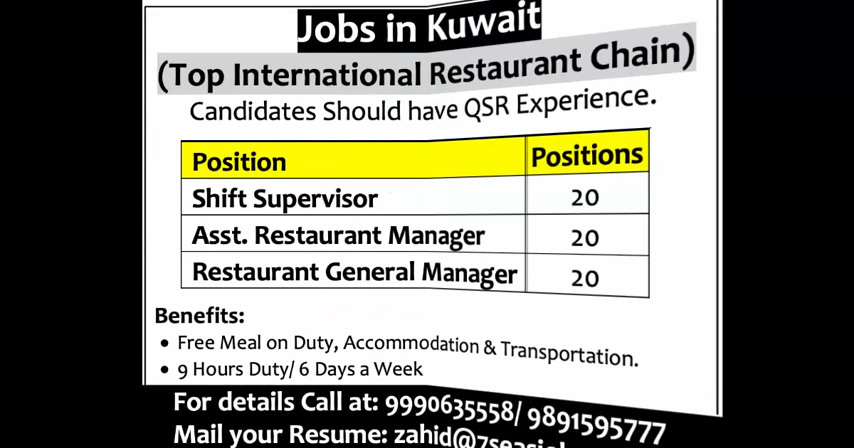 Jobs in Kuwait
(Top International Restaurant Chain)
Candidates Should have QSR Experience.
Position Positions
Shift Supervisor 20
Asst. Restaurant Manager 20
Restaurant General Manager 20
Benefits:
• Free Meal on Duty, Accommodation & Transportation.
• 9 Hours Duty/ 6 Days a Week
For details Call at: 9990635558/ 9891595777
Mail your Resume: